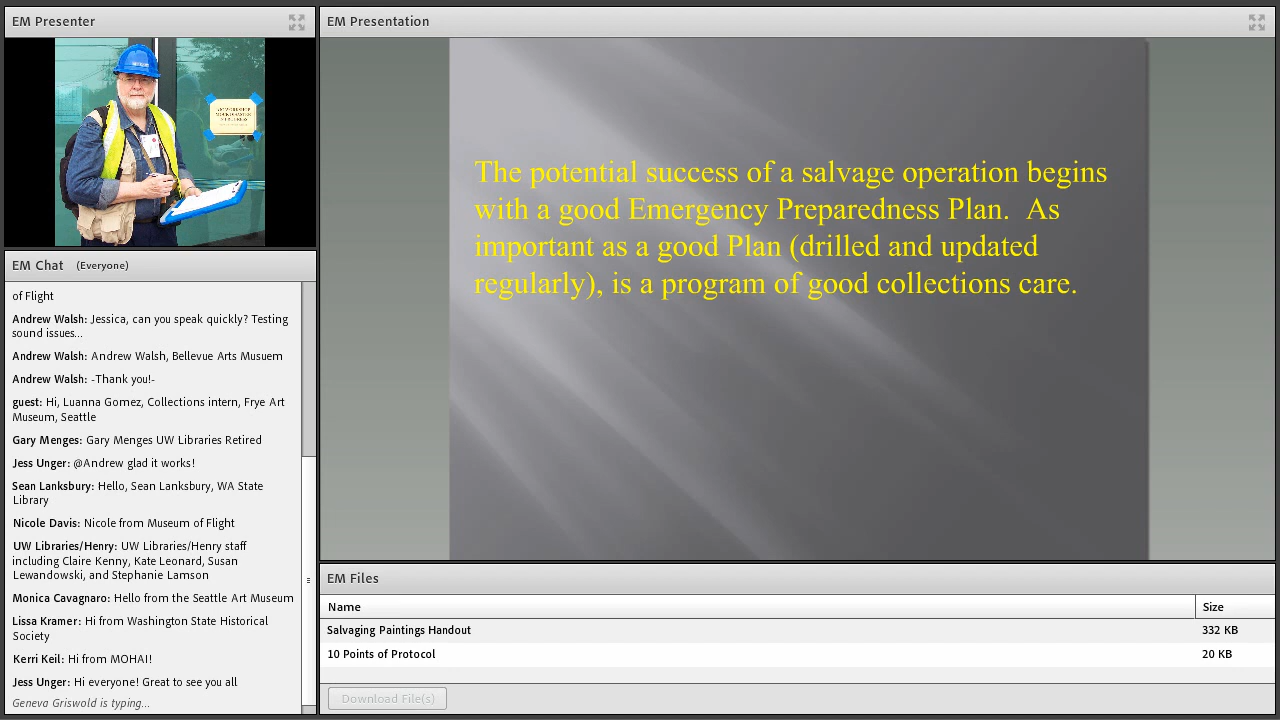 EM Presenter
EM Chat (Everyone)
of Flight
Andrew Walsh: Jessica, can you speak quickly? Testing
sound issues...
Andrew Walsh: Andrew Walsh, Bellevue Arts Musuem
Andrew Walsh: -Thank you!-
guest: Hi, Luanna Gomez, Collections intern, Frye Art
Museum, Seattle
Gary Menges: Gary Menges UW Libraries Retired
Jess Unger: @Andrew glad it works!
Sean Lanksbury: Hello, Sean Lanksbury, WA State
Library
Nicole Davis: Nicole from Museum of Flight
UW Libraries/Henry: UW Libraries/Henry staff
including Claire Kenny, Kate Leonard, Susan
Lewandowski, and Stephanie Lamson
Monica Cavagnaro: Hello from the Seattle Art Museum
Lissa Kramer: Hi from Washington State Historical
Society
Kerri Keil: Hi from MOHAI!
Jess Unger: Hi everyone! Great to see you all
Geneva Griswold is typing...
EM Presentation
The potential success of a salvage operation begins
with a good Emergency Preparedness Plan. As
important as a good Plan (drilled and updated
regularly), is a program of good collections care.
EM Files
Name Size
Salvaging Paintings Handout 332 KB
10 Points of Protocol 20 KB
Download File(s)